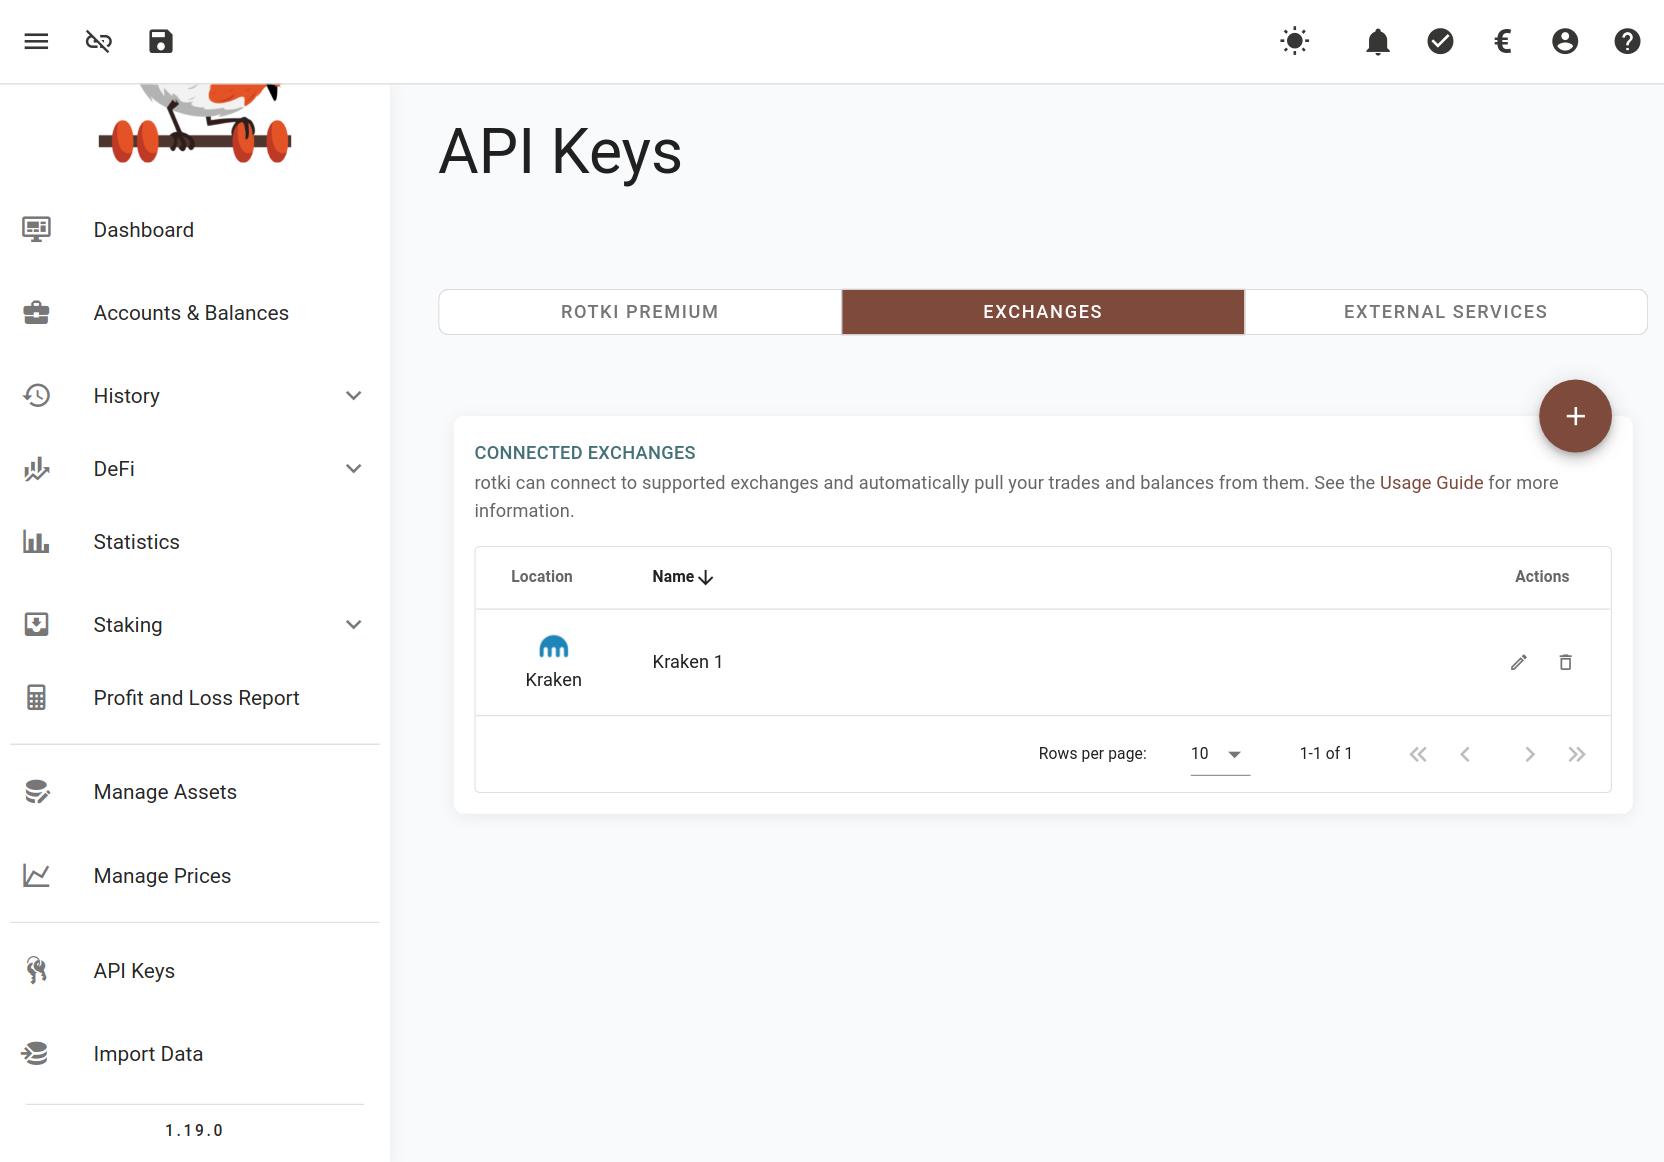 Dashboard
Accounts & Balances
History
DeFi
Statistics
Staking
Profit and Loss Report
Manage Assets
Manage Prices
API Keys
Import Data
1.19.0
API Keys
ROTKI PREMIUM
EXCHANGES
EXTERNAL SERVICES
CONNECTED EXCHANGES
rotki can connect to supported exchanges and automatically pull your trades and balances from them. See the Usage Guide for more
information.
Location Name Actions
Kraken Kraken 1
Rows per page: 10 1-1 of 1